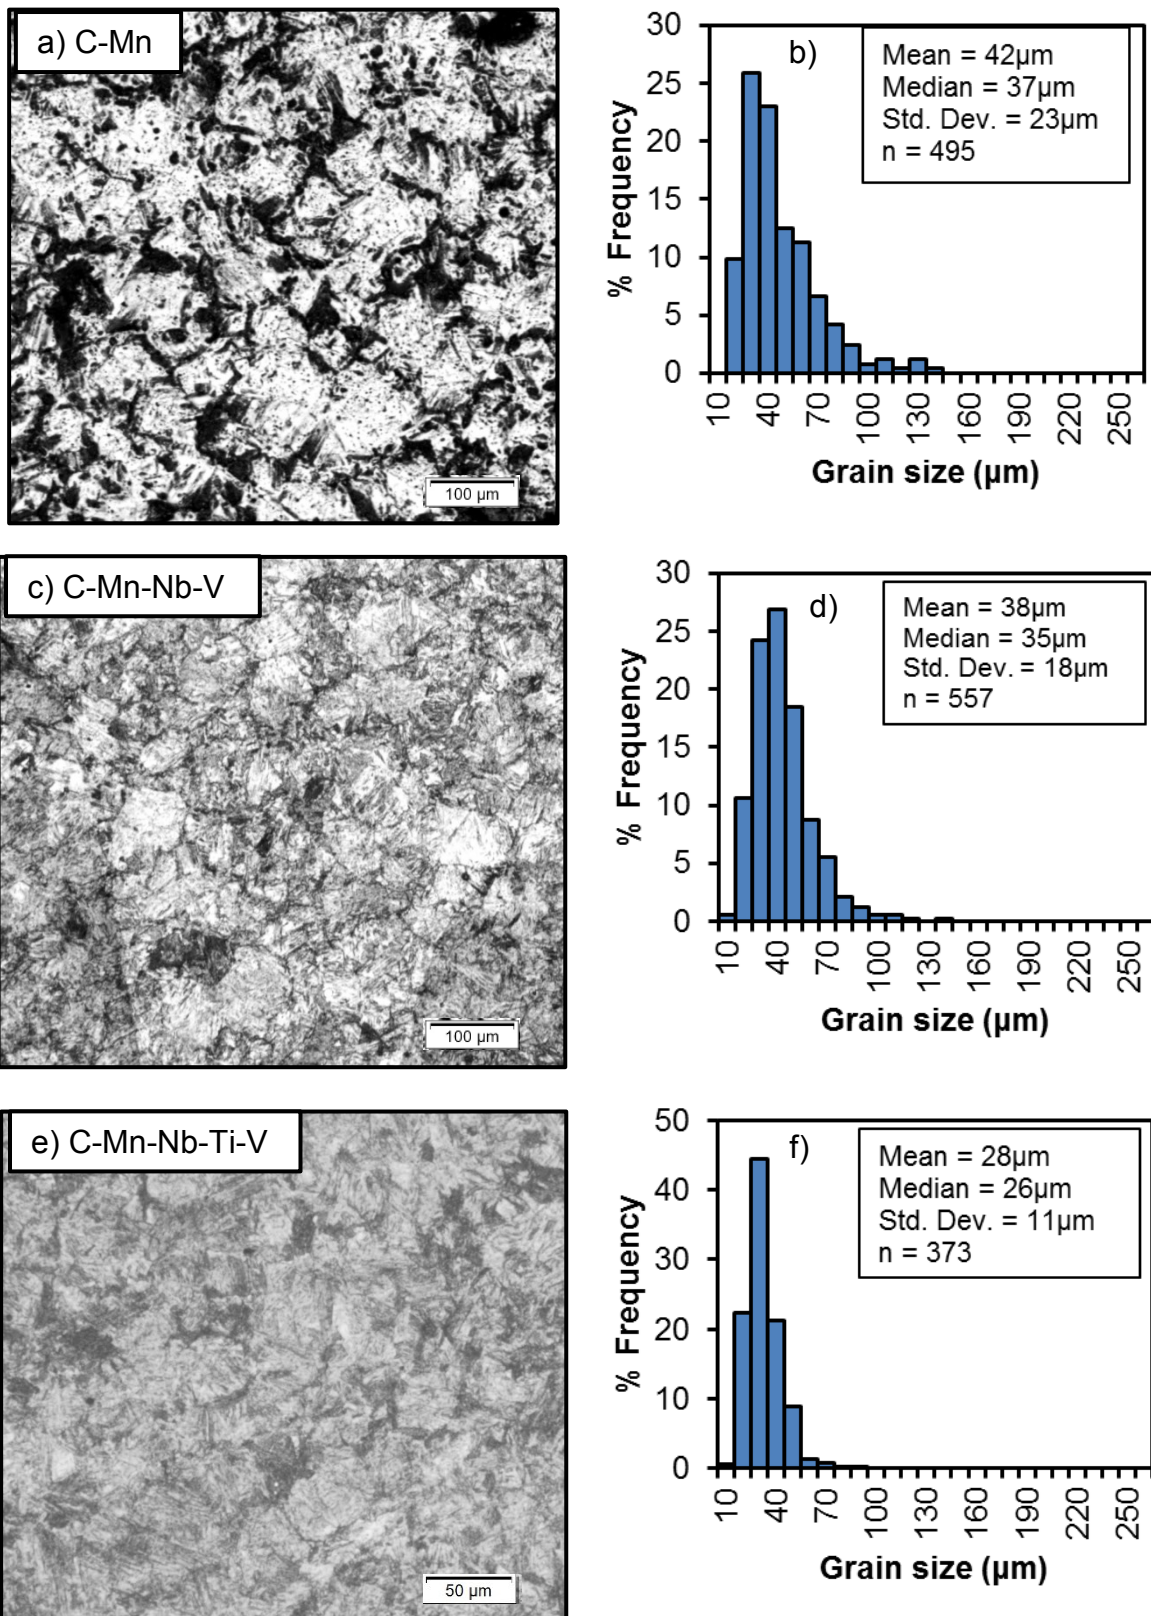 a) C-Mn
100 µm
b)
Mean = 42µm
Median = 37µm
Std. Dev. = 23µm
n = 495
% Frequency
30
25
20
15
10
5
0
10 40 70 100 130 160 190 220 250
Grain size (µm)
c) C-Mn-Nb-V
100 µm
d)
Mean = 38µm
Median = 35µm
Std. Dev. = 18µm
n = 557
% Frequency
30
25
20
15
10
5
0
10 40 70 100 130 160 190 220 250
Grain size (µm)
e) C-Mn-Nb-Ti-V
50 µm
f)
Mean = 28µm
Median = 26µm
Std. Dev. = 11µm
n = 373
% Frequency
50
40
30
20
10
0
10 40 70 100 130 160 190 220 250
Grain size (µm)